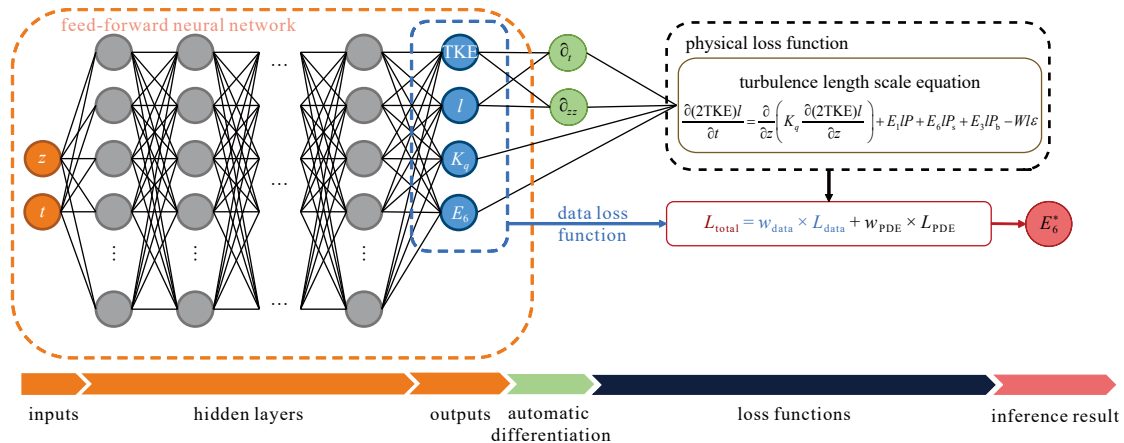 feed-forward neural network
z
t
...
...
⋮
⋮
⋮
TKE
l
K_q
E_6
∂_t
∂_zz
physical loss function
turbulence length scale equation
∂(2TKE)l/∂t = ∂/∂z (K_q ∂(2TKE)l/∂z) + E_1lP + E_6lP_s + E_3lP_b − Wlε
data loss
function
L_total = w_data × L_data + w_PDE × L_PDE
E_6^*
inputs
hidden layers
outputs
automatic
differentiation
loss functions
inference result